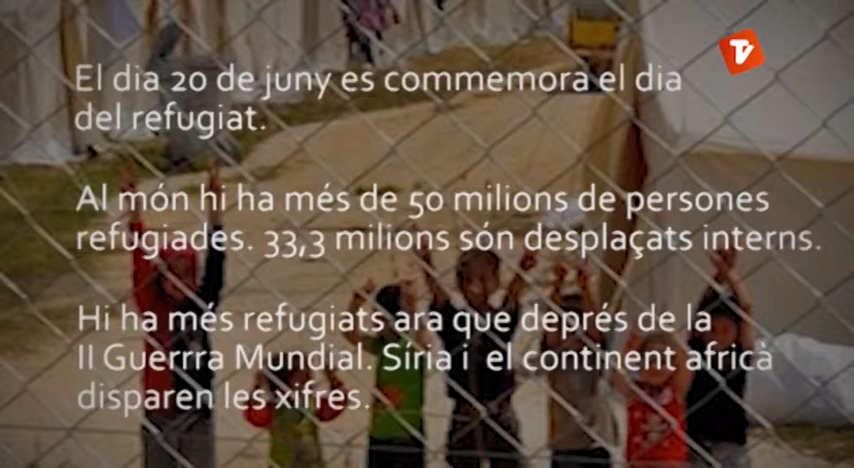 TV
El dia 20 de juny es commemora el dia
del refugiat.
Al món hi ha més de 50 milions de persones
refugiades. 33,3 milions són desplaçats interns.
Hi ha més refugiats ara que deprés de la
II Guerrra Mundial. Síria i el continent africà
disparen les xifres.